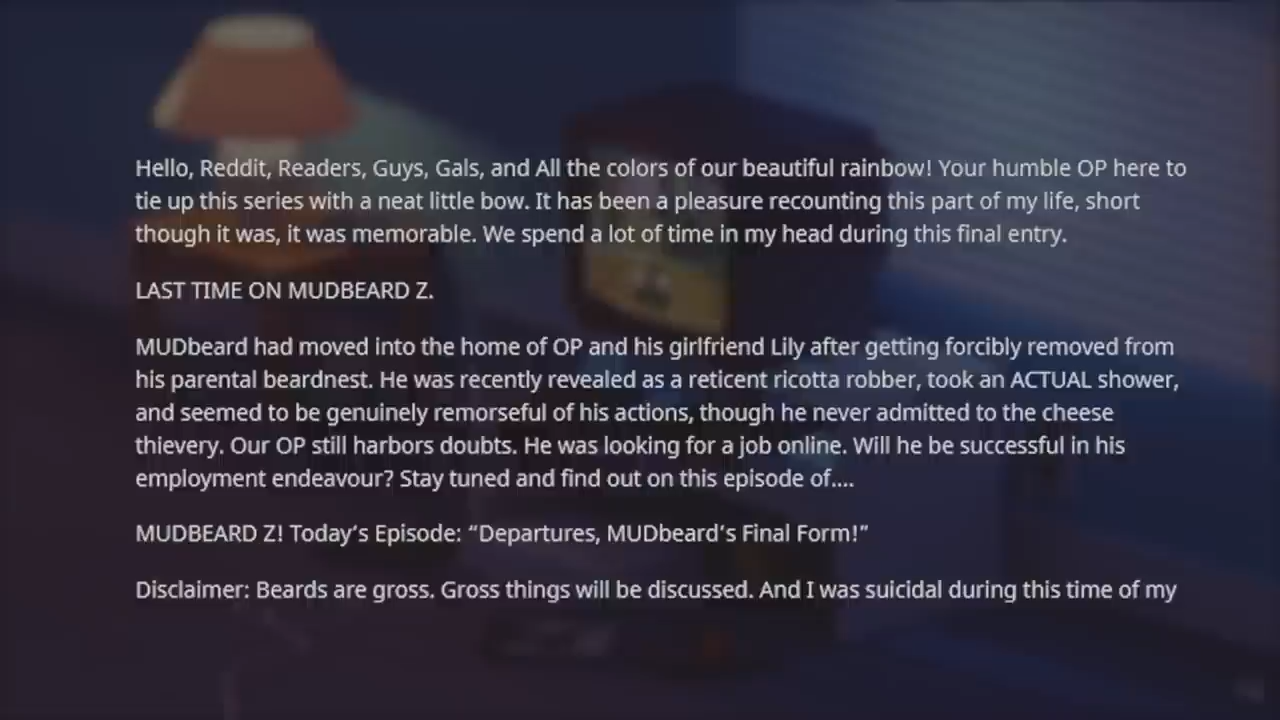 Hello, Reddit, Readers, Guys, Gals, and All the colors of our beautiful rainbow! Your humble OP here to
tie up this series with a neat little bow. It has been a pleasure recounting this part of my life, short
though it was, it was memorable. We spend a lot of time in my head during this final entry.
LAST TIME ON MUDBEARD Z.
MUDbeard had moved into the home of OP and his girlfriend Lily after getting forcibly removed from
his parental beardnest. He was recently revealed as a reticent ricotta robber, took an ACTUAL shower,
and seemed to be genuinely remorseful of his actions, though he never admitted to the cheese
thievery. Our OP still harbors doubts. He was looking for a job online. Will he be successful in his
employment endeavour? Stay tuned and find out on this episode of....
MUDBEARD Z! Today’s Episode: “Departures, MUDbeard’s Final Form!”
Disclaimer: Beards are gross. Gross things will be discussed. And I was suicidal during this time of my